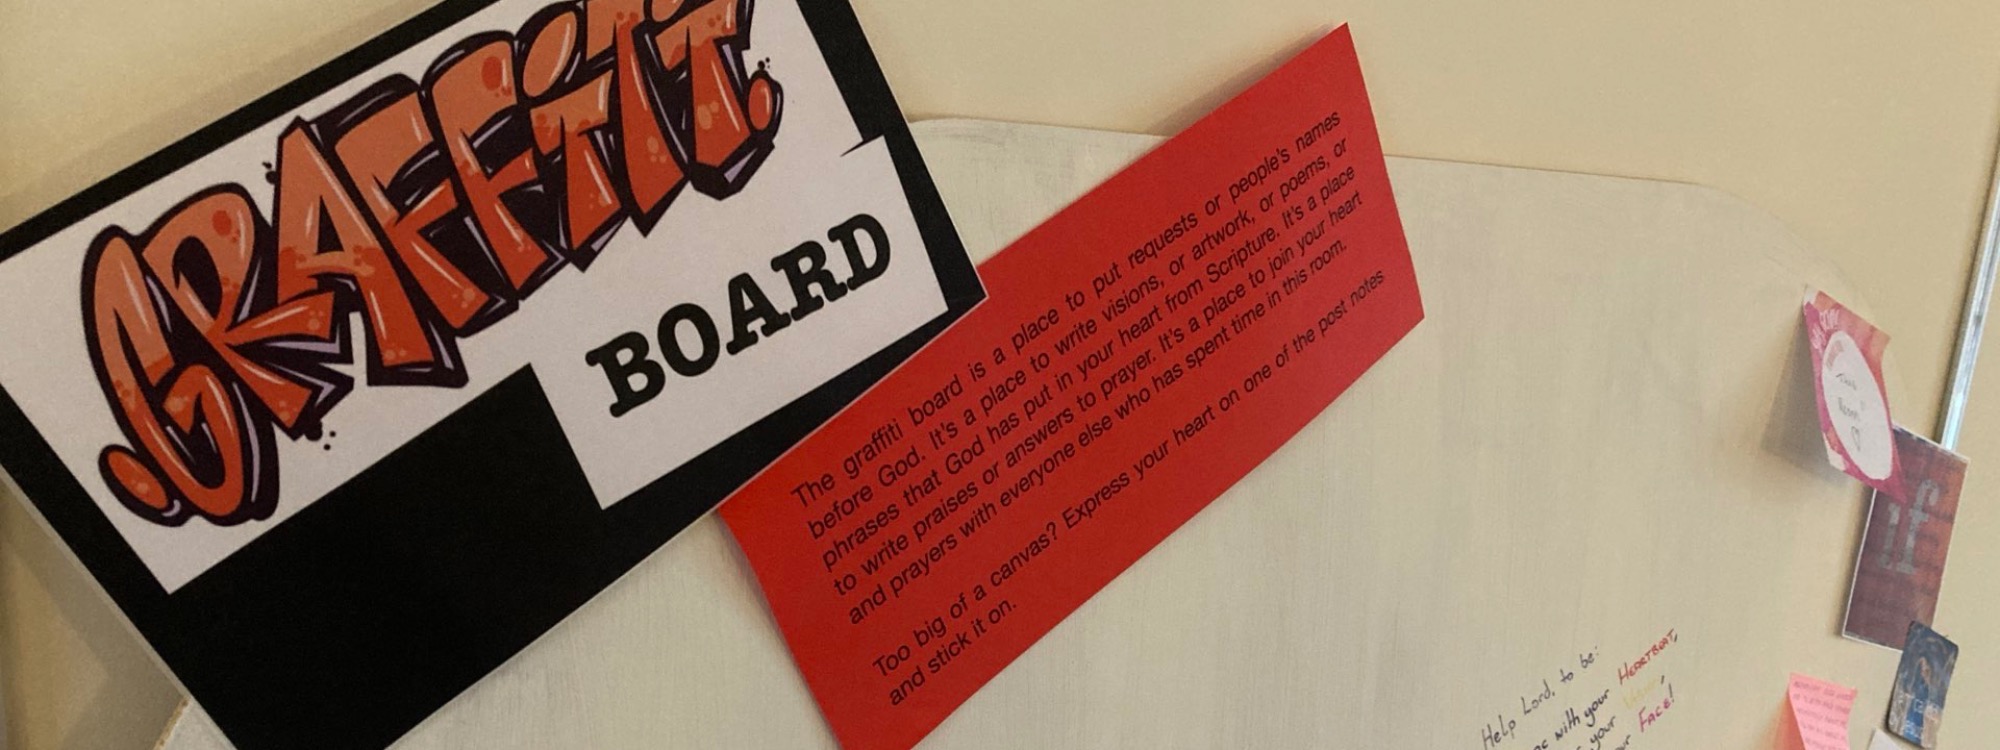 GRAFFITI
BOARD
The graffiti board is a place to put requests or people's names
before God. It's a place to write visions, or artwork, or poems, or
phrases that God has put in your heart from Scripture. It's a place
to write praises or answers to prayer. It's a place to join your heart
and prayers with everyone else who has spent time in this room.
Too big of a canvas? Express your heart on one of the post notes
and stick it on.
if
Help Lord, to be:
with your HEARTBEAT,
your
your FACE!